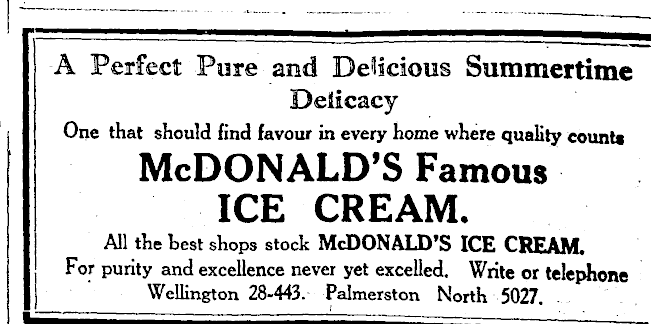 A Perfect Pure and Delicious Summertime
Delicacy
One that should find favour in every home where quality counts
McDONALD'S Famous
ICE CREAM.
All the best shops stock McDONALD'S ICE CREAM.
For purity and excellence never yet excelled. Write or telephone
Wellington 28-443. Palmerston North 5027.